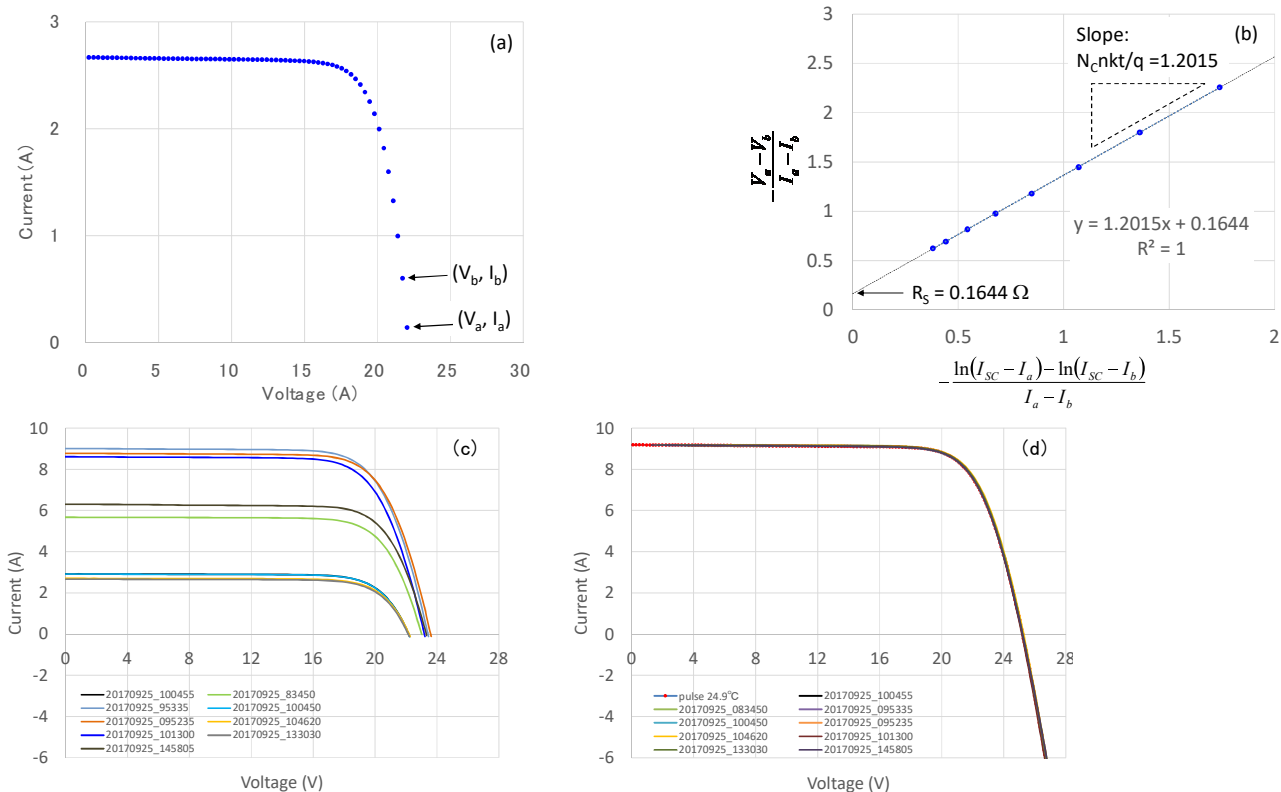 (a)
3
2
1
0
0 5 10 15 20 25 30
Current（A）
Voltage（A）
(V_b, I_b)
(V_a, I_a)
(b)
Slope:
N_Cnkt/q =1.2015
3
2.5
2
1.5
1
0.5
0
0 0.5 1 1.5 2
y = 1.2015x + 0.1644
R² = 1
R_S = 0.1644 Ω
-\frac{V_a - V_b}{I_a - I_b}
-\frac{\ln(I_{SC} - I_a) - \ln(I_{SC} - I_b)}{I_a - I_b}
（c）
10
8
6
4
2
0
-2
-4
-6
0 4 8 12 16 20 24 28
Current (A)
20170925_100455 20170925_83450
20170925_95335 20170925_100450
20170925_095235 20170925_104620
20170925_101300 20170925_133030
20170925_145805
Voltage (V)
（d）
10
8
6
4
2
0
-2
-4
-6
0 4 8 12 16 20 24 28
Current (A)
pulse 24.9℃ 20170925_100455
20170925_083450 20170925_095335
20170925_100450 20170925_095235
20170925_104620 20170925_101300
20170925_133030 20170925_145805
Voltage (V)